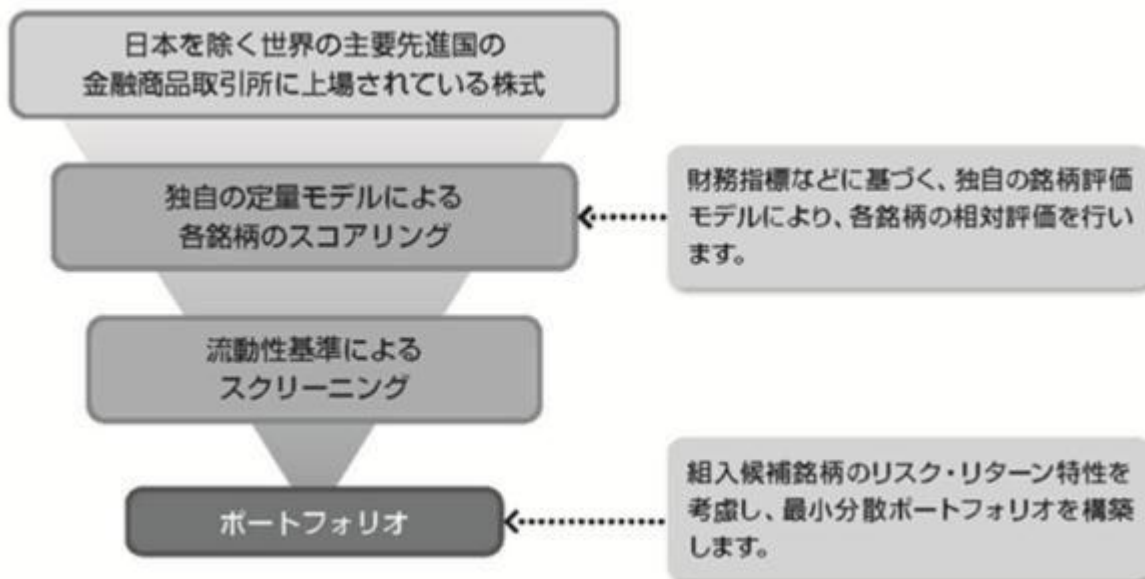 日本を除く世界の主要先進国の
金融商品取引所に上場されている株式
独自の定量モデルによる
各銘柄のスコアリング
財務指標などに基づく、独自の銘柄評価
モデルにより、各銘柄の相対評価を行い
ます。
流動性基準による
スクリーニング
ポートフォリオ
組入候補銘柄のリスク・リターン特性を
考慮し、最小分散ポートフォリオを構築
します。